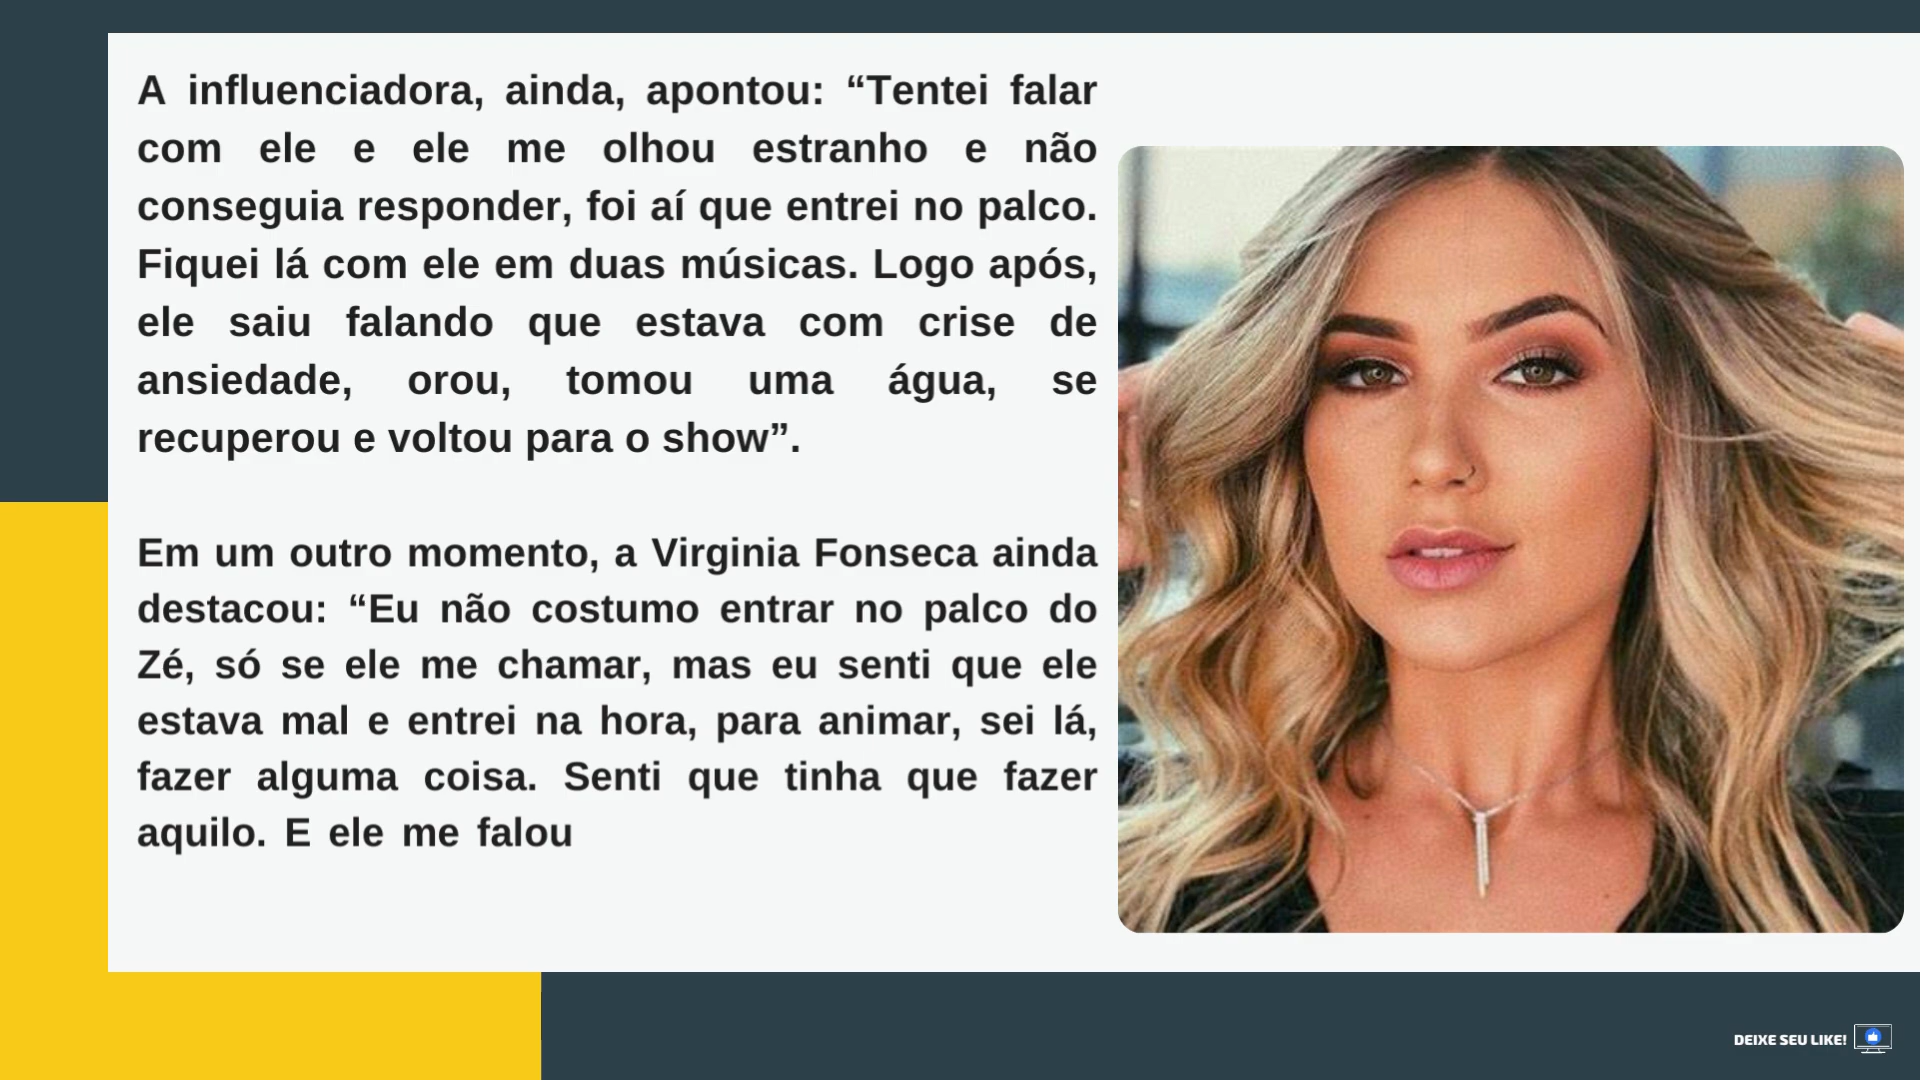 A influenciadora, ainda, apontou: “Tentei falar
com ele e ele me olhou estranho e não
conseguia responder, foi aí que entrei no palco.
Fiquei lá com ele em duas músicas. Logo após,
ele saiu falando que estava com crise de
ansiedade, orou, tomou uma água, se
recuperou e voltou para o show”.
Em um outro momento, a Virginia Fonseca ainda
destacou: “Eu não costumo entrar no palco do
Zé, só se ele me chamar, mas eu senti que ele
estava mal e entrei na hora, para animar, sei lá,
fazer alguma coisa. Senti que tinha que fazer
aquilo. E ele me falou
DEIXE SEU LIKE!